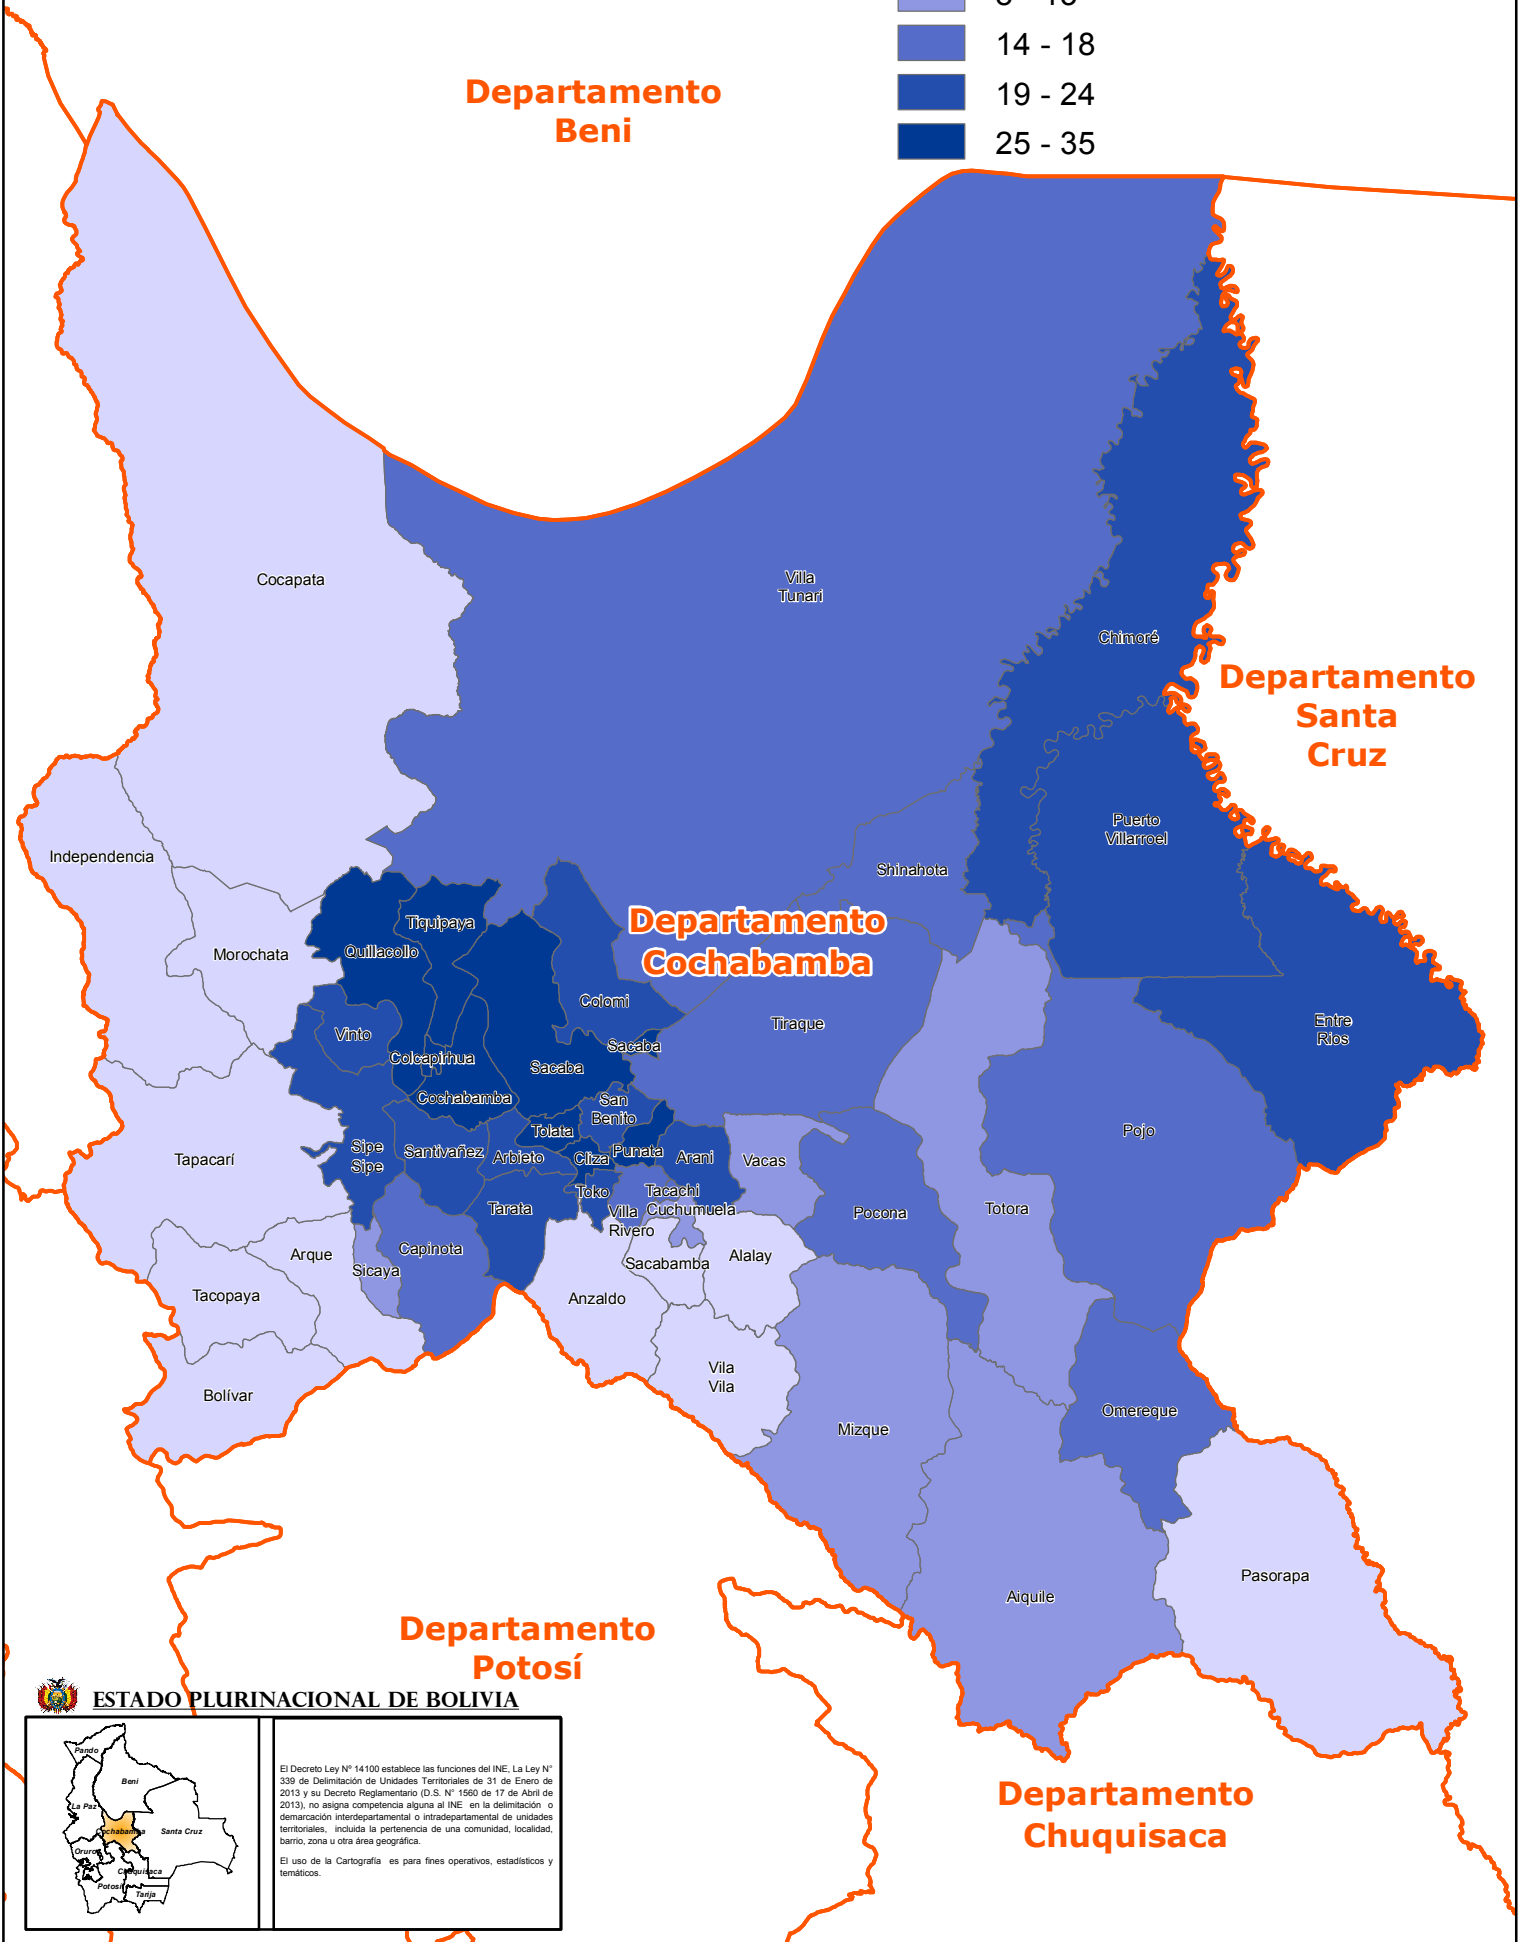 14 - 18
19 - 24
25 - 35
Departamento
Beni
Cocapata
Villa
Tunari
Chimoré
Departamento
Santa
Cruz
Puerto
Villarroel
Independencia
Shinahota
Tiquipaya
Departamento
Cochabamba
Quillacollo
Morochata
Colomi
Tiraque
Entre
Rios
Vinto
Sacaba
Colcapirhua
Sacaba
Cochabamba
San
Benito
Tolata
Pojo
Sipe
Sipe
Santivañez
Arbieto
Cliza
Punata
Arani
Vacas
Tapacarí
Toko
Tacachi
Cuchumuela
Tarata
Villa
Rivero
Pocona
Totora
Arque
Capinota
Sicaya
Sacabamba
Alalay
Tacopaya
Anzaldo
Vila
Vila
Bolívar
Omereque
Mizque
Pasorapa
Aiquile
Departamento
Potosí
ESTADO PLURINACIONAL DE BOLIVIA
Pando
Beni
La Paz
Cochabamba
Santa Cruz
Oruro
Chuquisaca
Potosí
Tarija
El Decreto Ley Nº 14100 establece las funciones del INE, La Ley N°
339 de Delimitación de Unidades Territoriales de 31 de Enero de
2013 y su Decreto Reglamentario (D.S. N° 1560 de 17 de Abril de
2013), no asigna competencia alguna al INE en la delimitación o
demarcación interdepartamental o intradepartamental de unidades
territoriales, incluida la pertenencia de una comunidad, localidad,
barrio, zona u otra área geográfica.
El uso de la Cartografía es para fines operativos, estadísticos y
temáticos.
Departamento
Chuquisaca